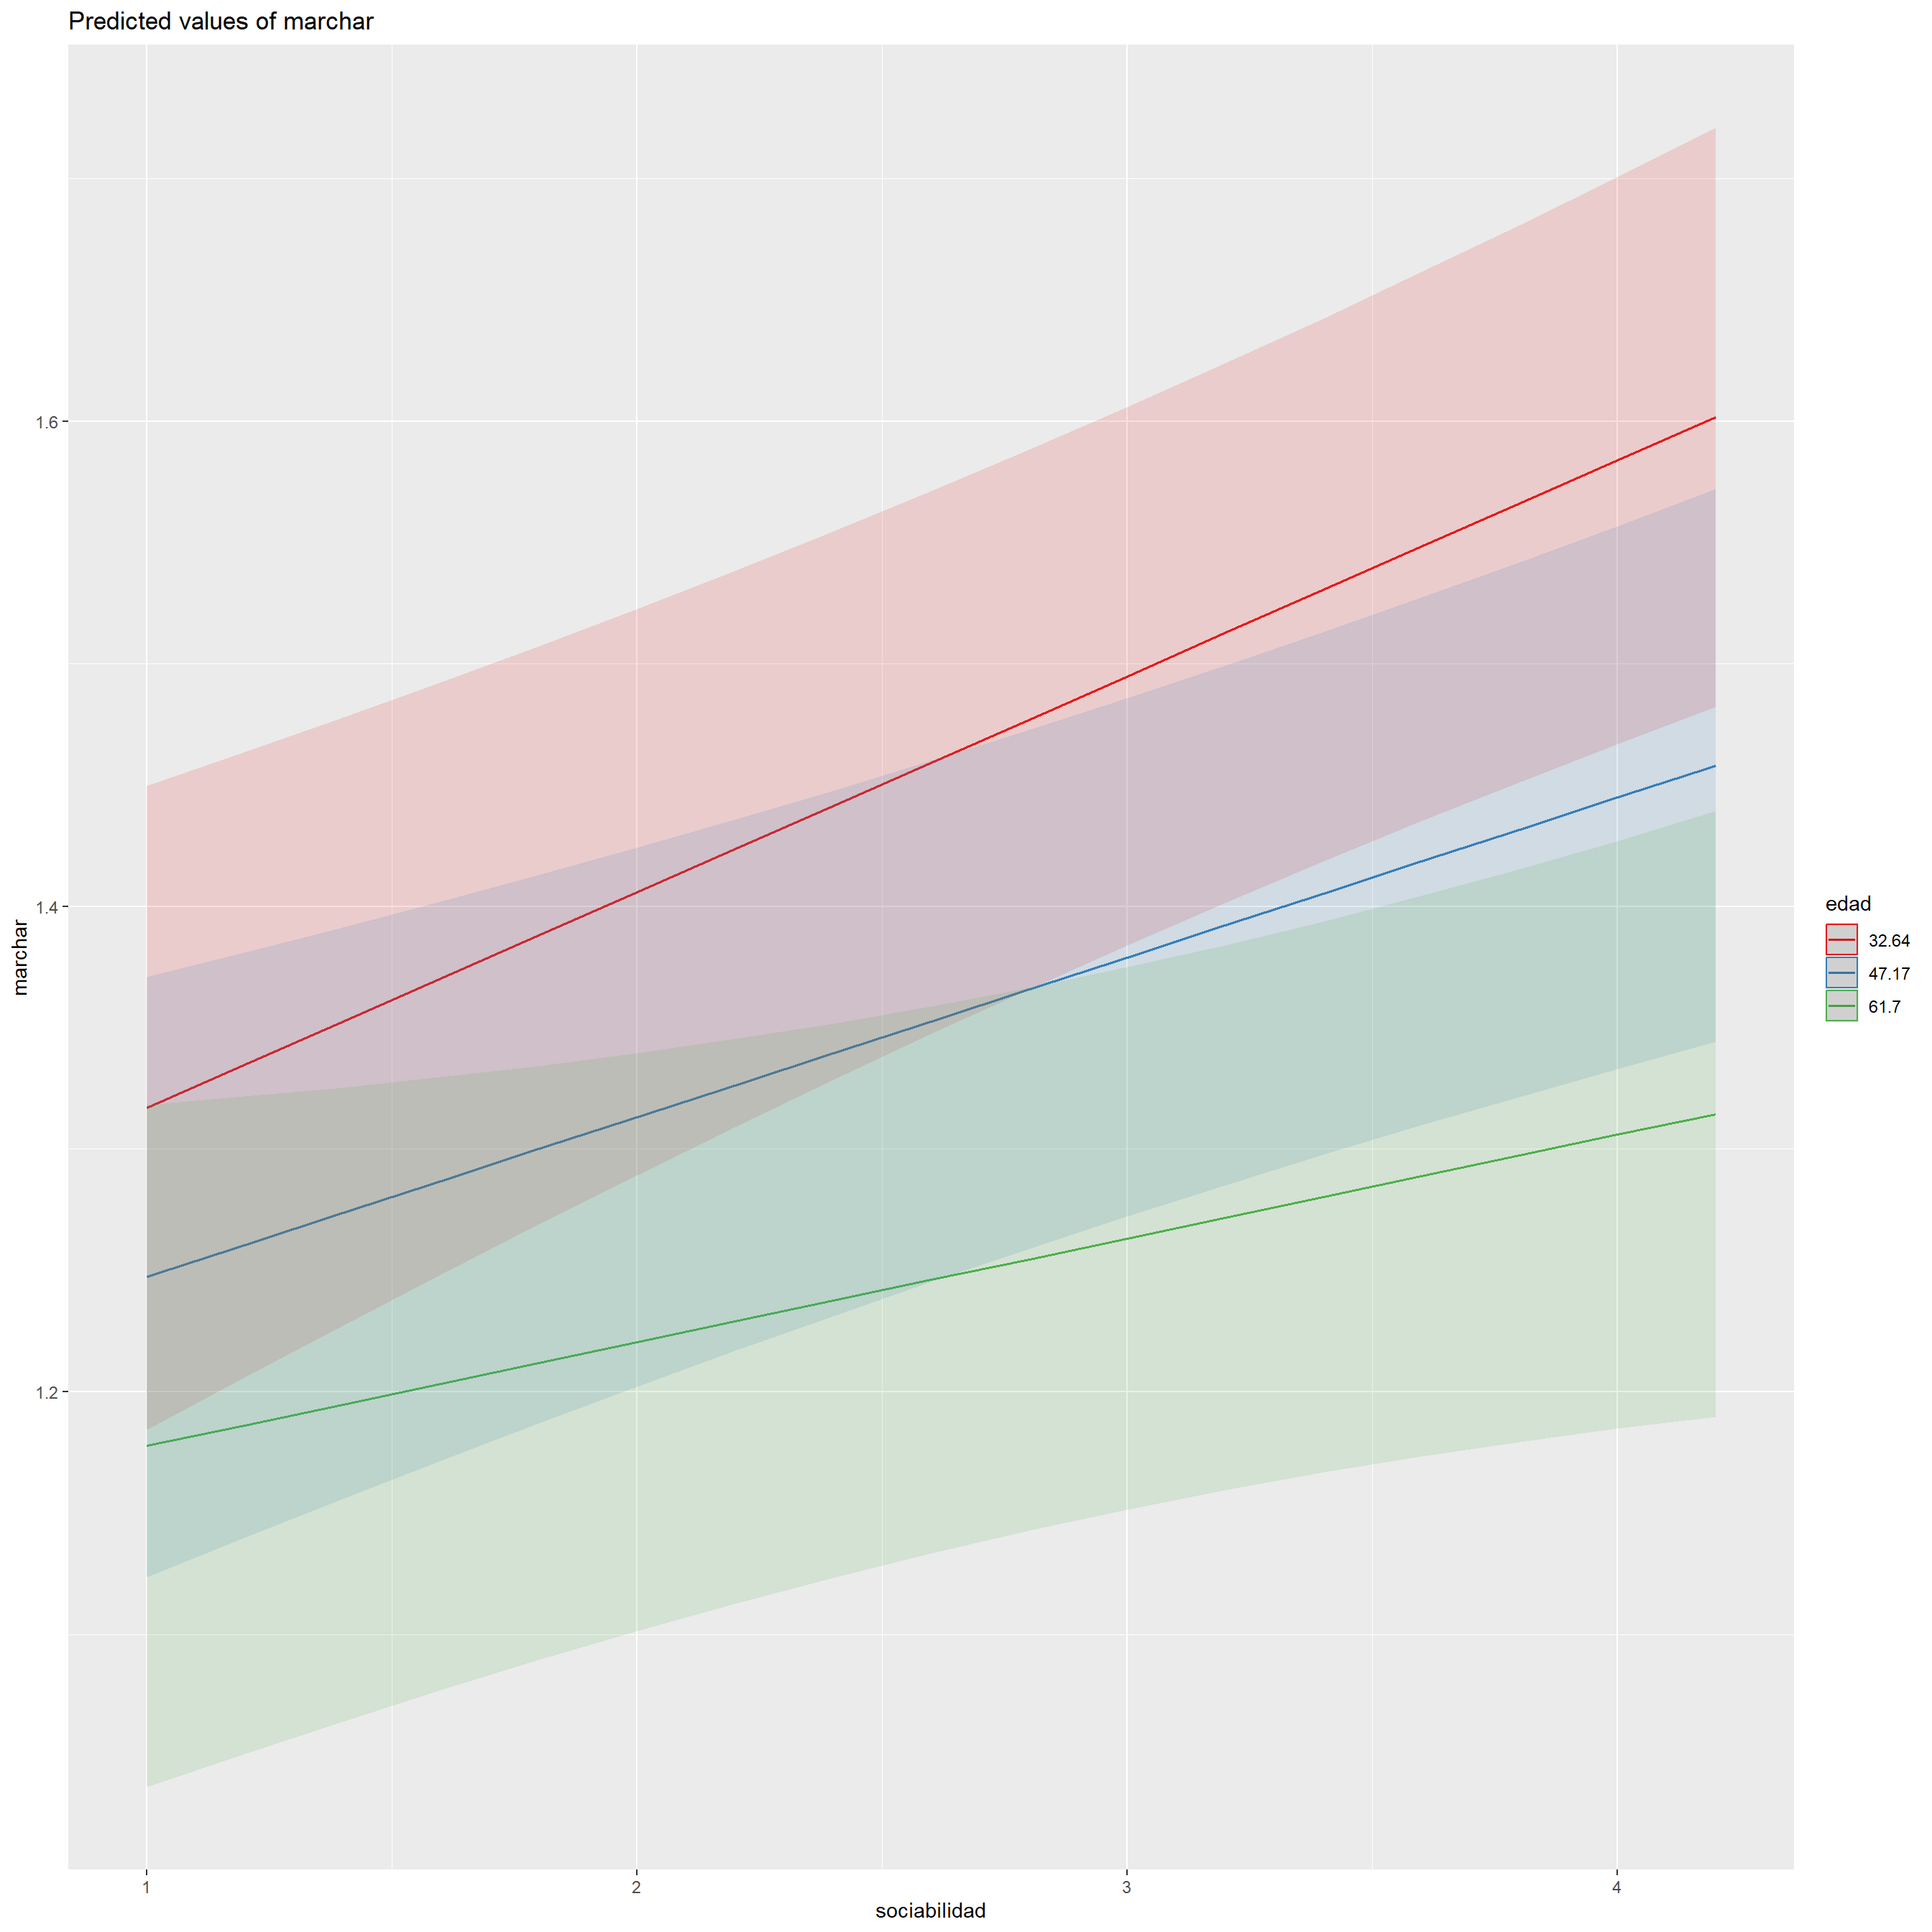 Predicted values of marchar
marchar
1.6
1.4
1.2
1
2
3
4
sociabilidad
edad
32.64
47.17
61.7